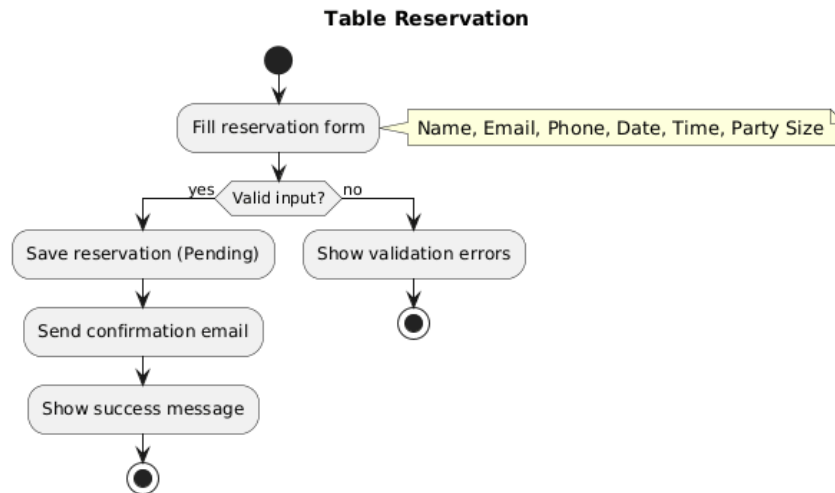 Table Reservation
Fill reservation form
Name, Email, Phone, Date, Time, Party Size
yes
Valid input?
no
Save reservation (Pending)
Show validation errors
Send confirmation email
Show success message